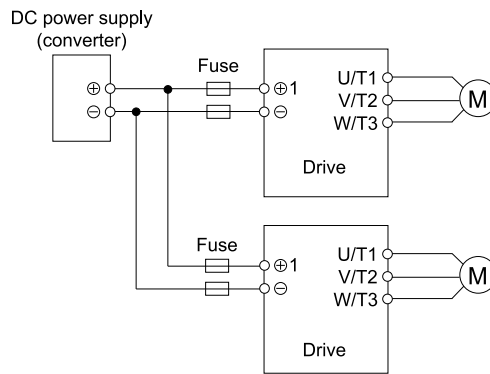 DC power supply
(converter)
⊕
⊖
Fuse
⊕1
⊖
U/T1
V/T2
W/T3
M
Drive
Fuse
⊕1
⊖
U/T1
V/T2
W/T3
M
Drive